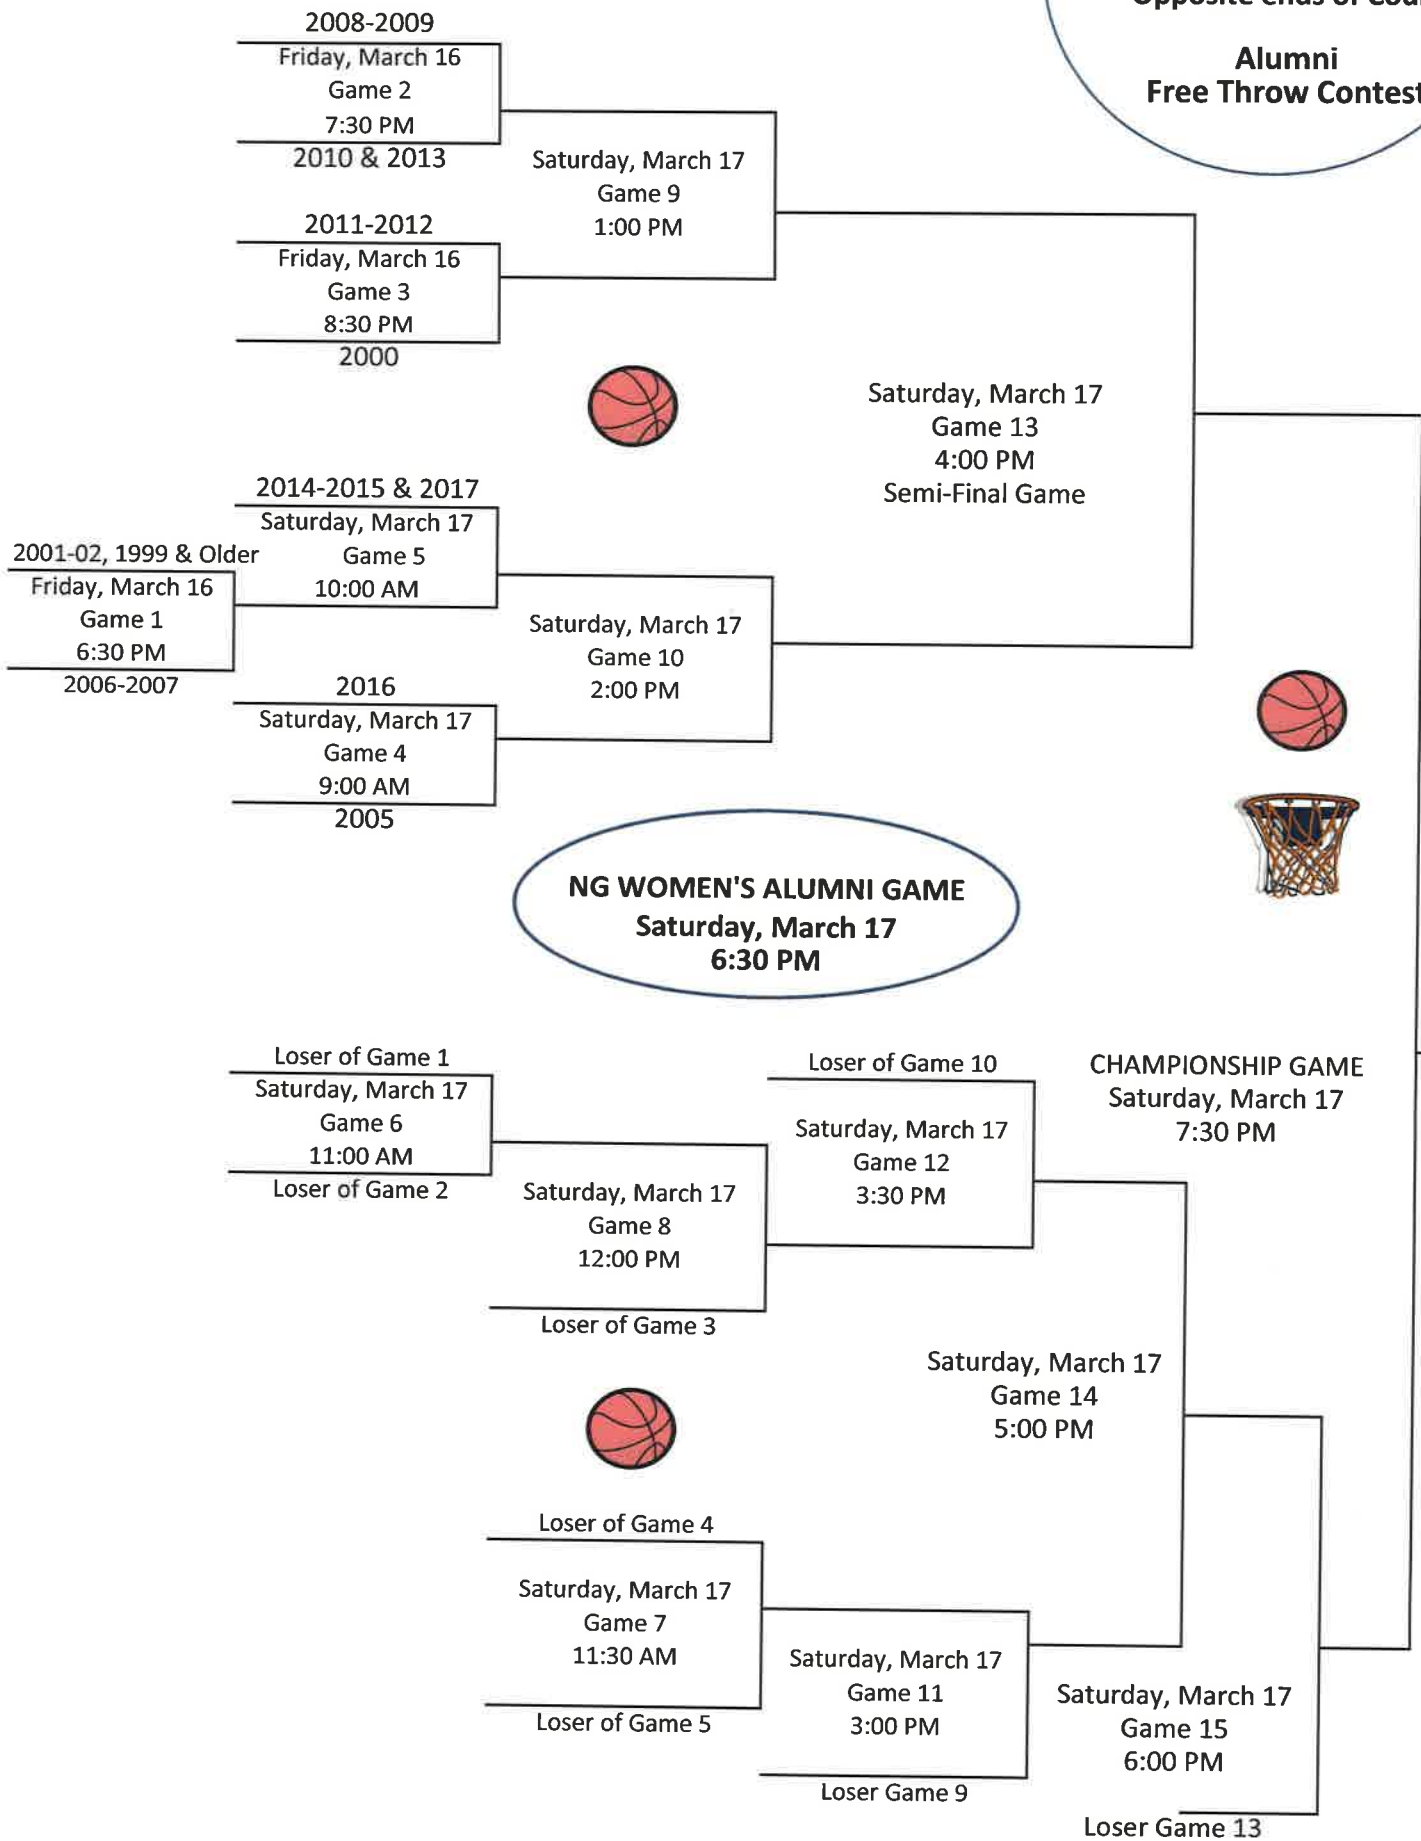 Alumni
Free Throw Contest
2008-2009
Friday, March 16
Game 2
7:30 PM
2010 & 2013
Saturday, March 17
Game 9
1:00 PM
2011-2012
Friday, March 16
Game 3
8:30 PM
2000
Saturday, March 17
Game 13
4:00 PM
Semi-Final Game
2014-2015 & 2017
Saturday, March 17
Game 5
10:00 AM
2001-02, 1999 & Older
Friday, March 16
Game 1
6:30 PM
2006-2007
Saturday, March 17
Game 10
2:00 PM
2016
Saturday, March 17
Game 4
9:00 AM
2005
NG WOMEN'S ALUMNI GAME
Saturday, March 17
6:30 PM
Loser of Game 1
Saturday, March 17
Game 6
11:00 AM
Loser of Game 2
Loser of Game 10
Saturday, March 17
Game 12
3:30 PM
CHAMPIONSHIP GAME
Saturday, March 17
7:30 PM
Saturday, March 17
Game 8
12:00 PM
Loser of Game 3
Saturday, March 17
Game 14
5:00 PM
Loser of Game 4
Saturday, March 17
Game 7
11:30 AM
Loser of Game 5
Saturday, March 17
Game 11
3:00 PM
Loser Game 9
Saturday, March 17
Game 15
6:00 PM
Loser Game 13